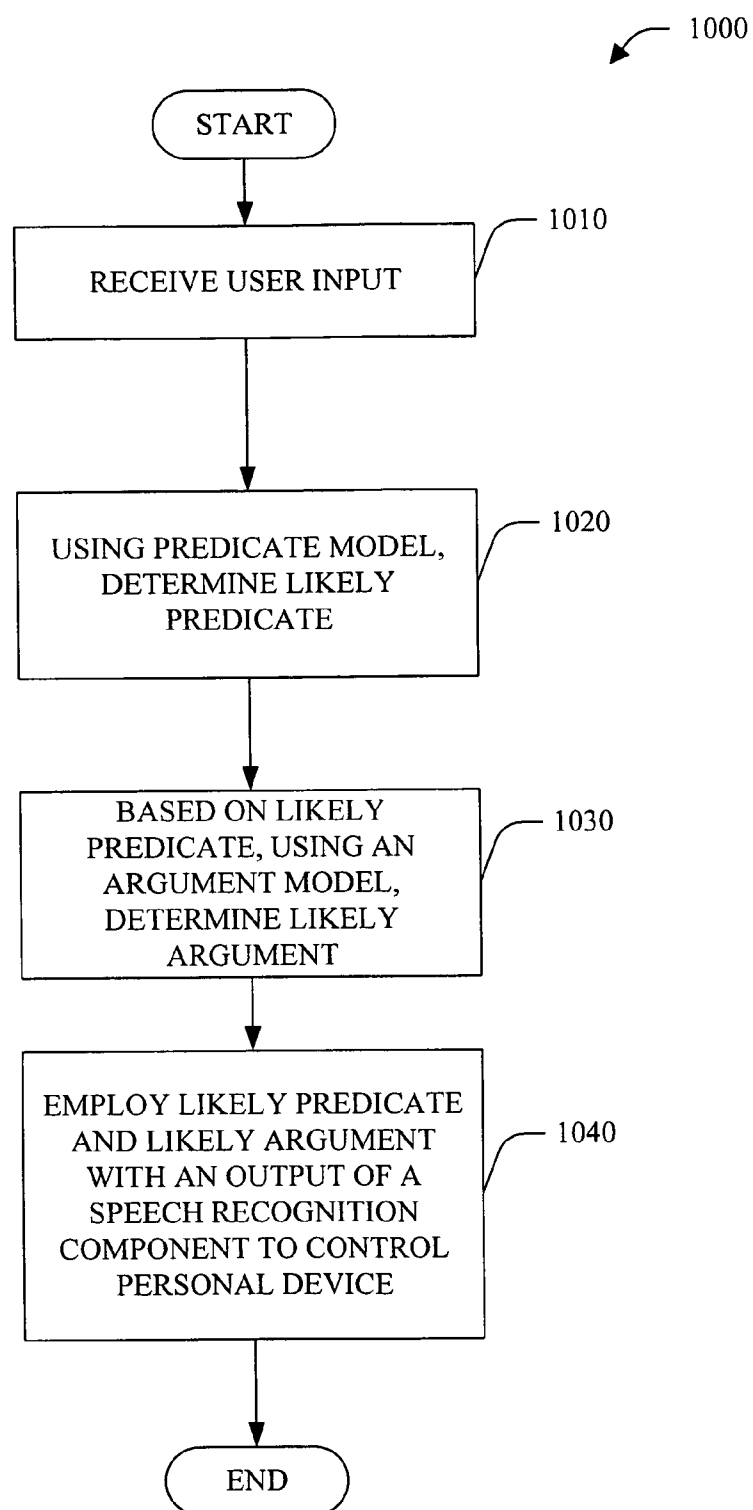 1000
START
1010
RECEIVE USER INPUT
1020
USING PREDICATE MODEL,
DETERMINE LIKELY
PREDICATE
BASED ON LIKELY
PREDICATE, USING AN
ARGUMENT MODEL,
DETERMINE LIKELY
ARGUMENT
1030
EMPLOY LIKELY PREDICATE
AND LIKELY ARGUMENT
WITH AN OUTPUT OF A
SPEECH RECOGNITION
COMPONENT TO CONTROL
PERSONAL DEVICE
1040
END